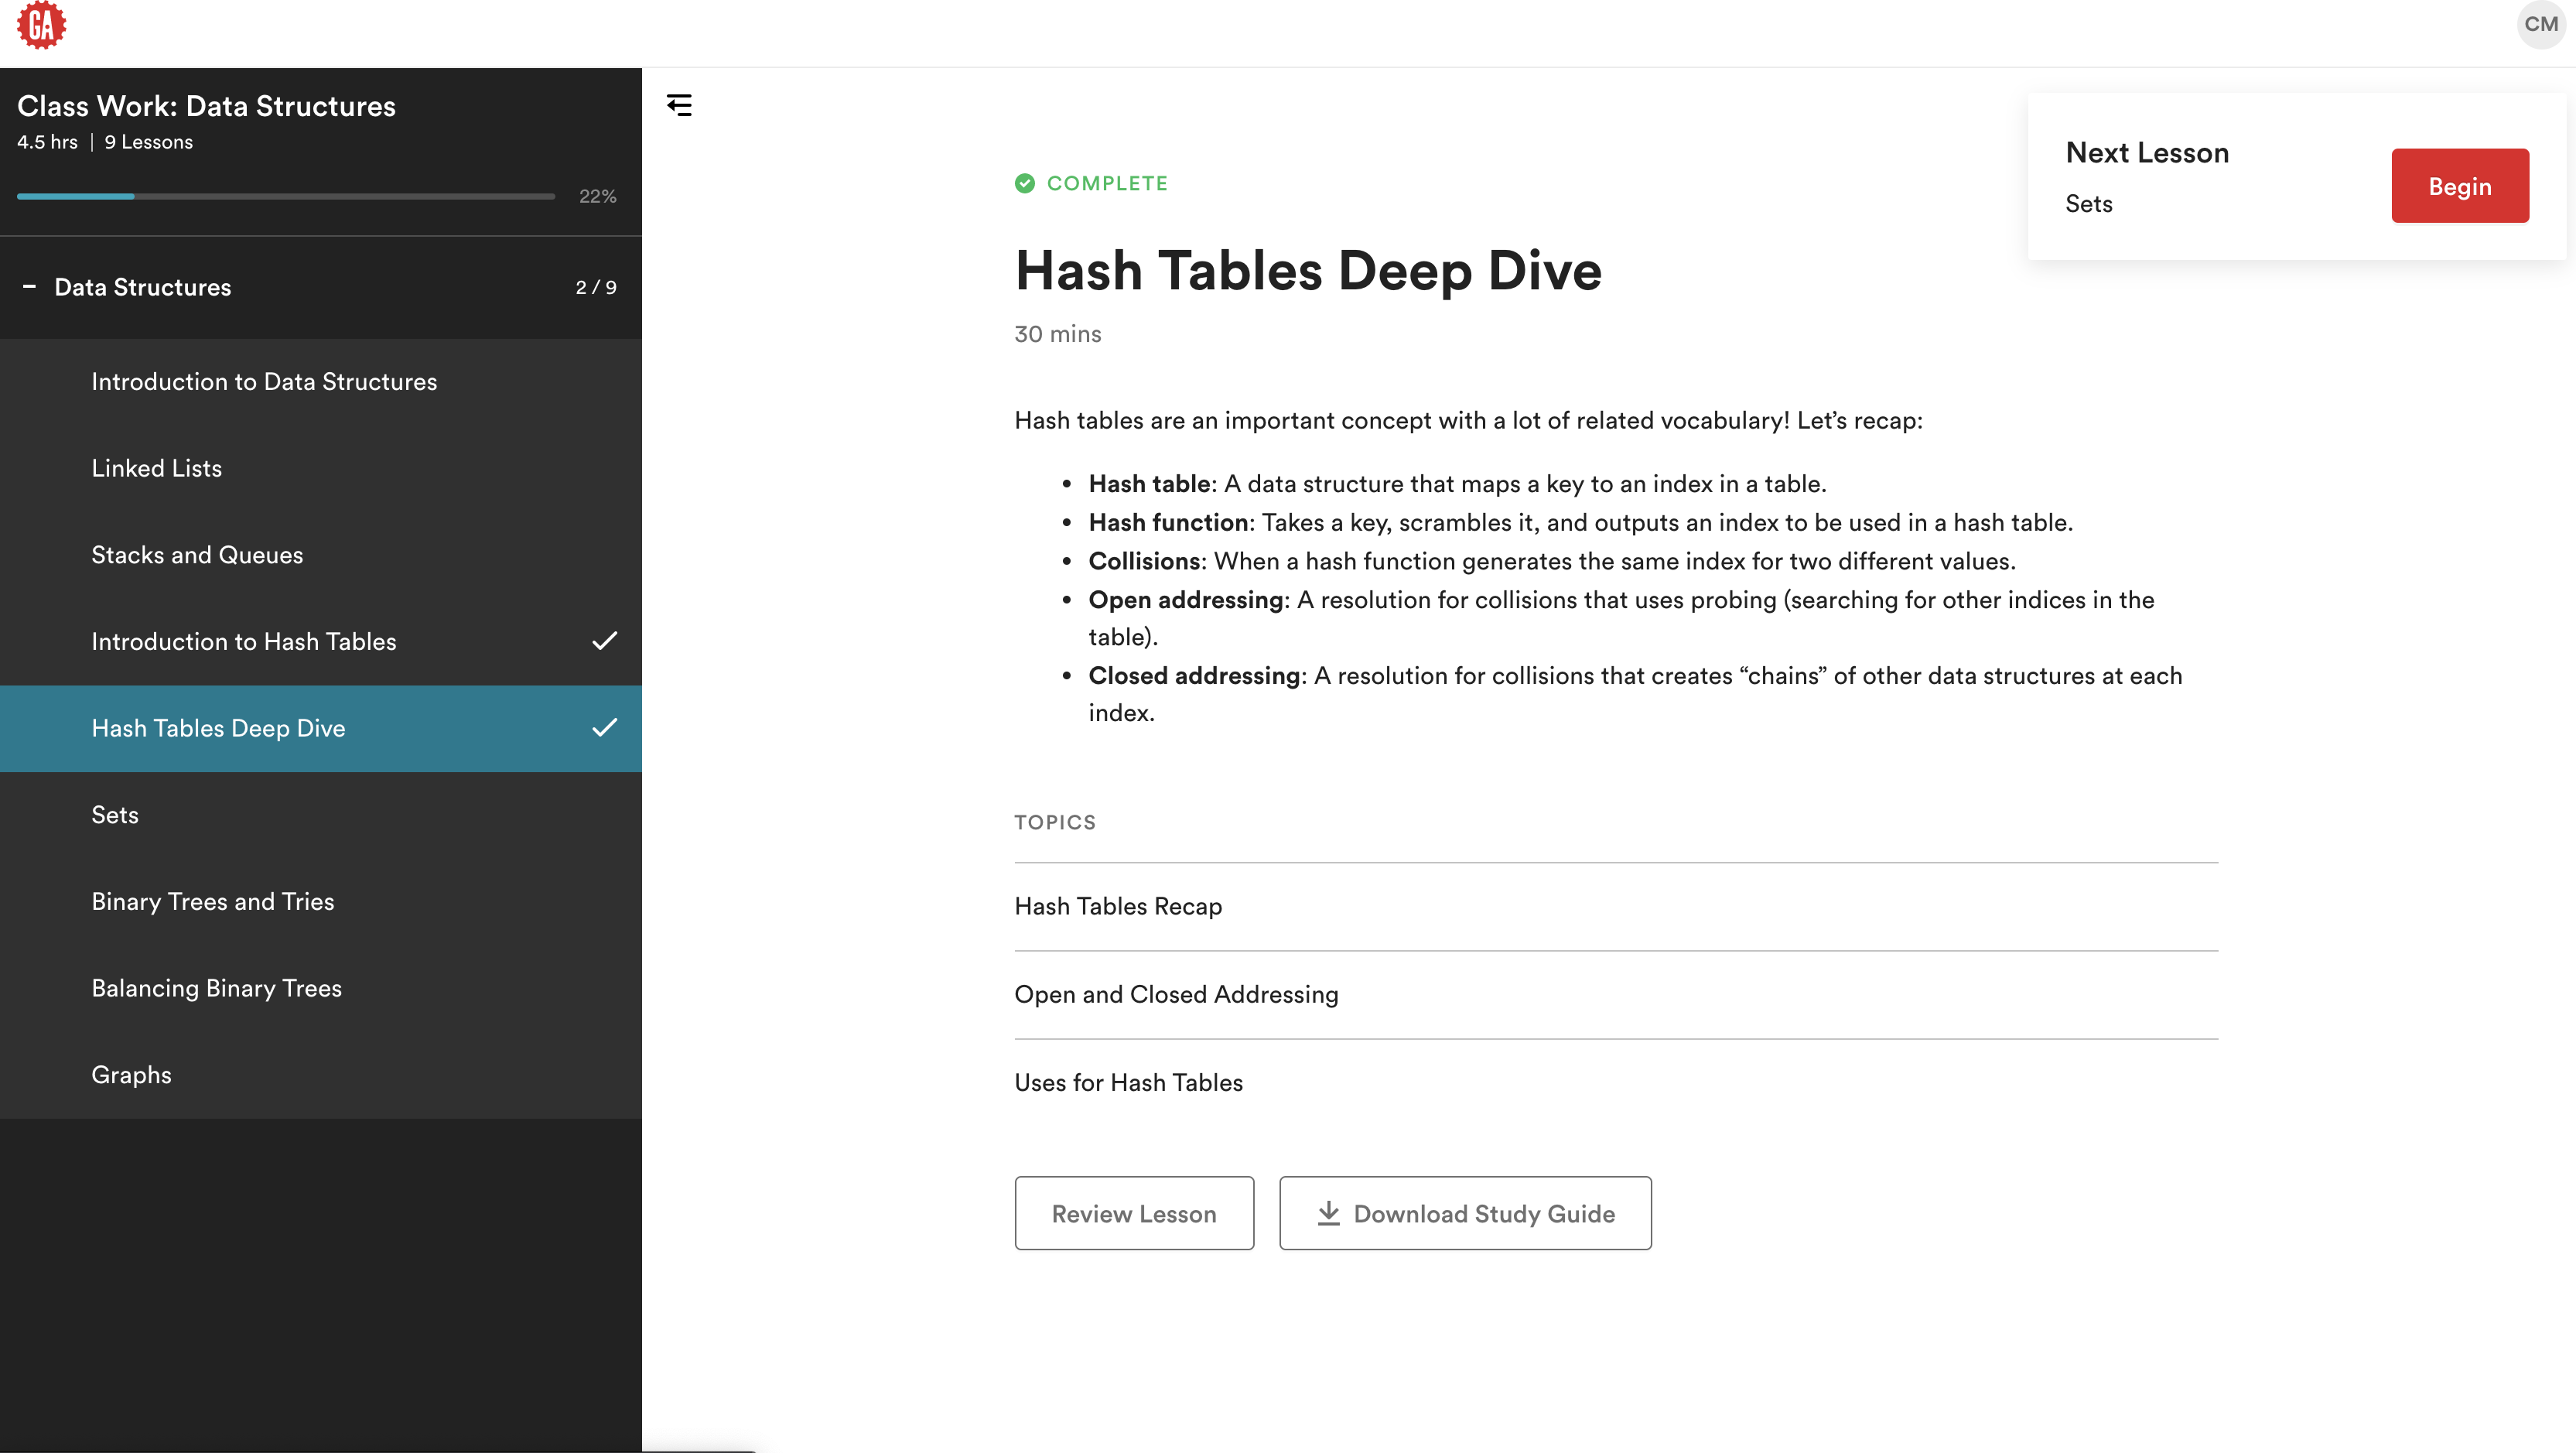 GA
CM
Class Work: Data Structures
4.5 hrs | 9 Lessons
22%
Data Structures
2 / 9
Introduction to Data Structures
Linked Lists
Stacks and Queues
Introduction to Hash Tables
Hash Tables Deep Dive
Sets
Binary Trees and Tries
Balancing Binary Trees
Graphs
COMPLETE
Hash Tables Deep Dive
30 mins
Hash tables are an important concept with a lot of related vocabulary! Let’s recap:
• Hash table: A data structure that maps a key to an index in a table.
• Hash function: Takes a key, scrambles it, and outputs an index to be used in a hash table.
• Collisions: When a hash function generates the same index for two different values.
• Open addressing: A resolution for collisions that uses probing (searching for other indices in the
table).
• Closed addressing: A resolution for collisions that creates “chains” of other data structures at each
index.
TOPICS
Hash Tables Recap
Open and Closed Addressing
Uses for Hash Tables
Review Lesson
Download Study Guide
Next Lesson
Sets
Begin